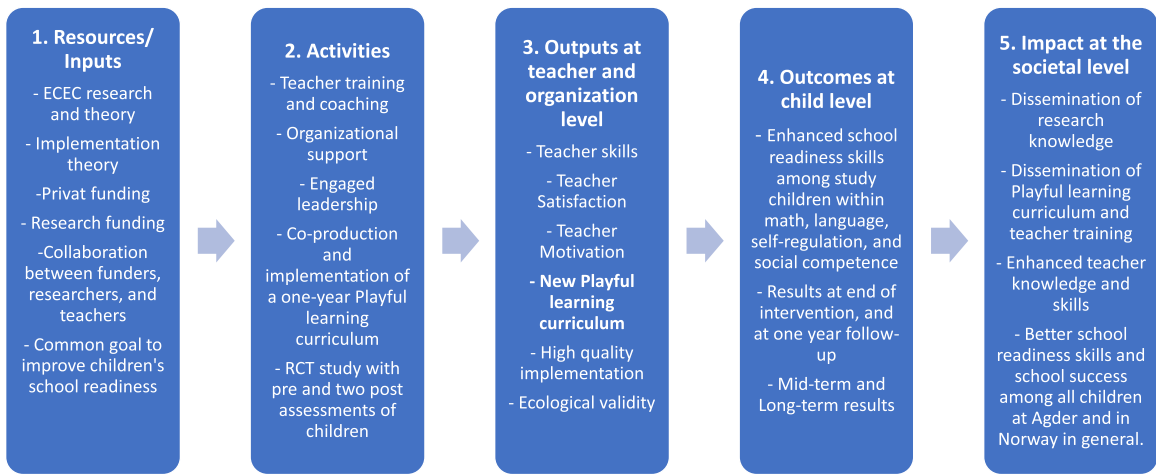 1. Resources/
Inputs
- ECEC research
and theory
- Implementation
theory
-Privat funding
- Research funding
-Collaboration
between funders,
researchers, and
teachers
- Common goal to
improve children's
school readiness
2. Activities
- Teacher training
and coaching
- Organizational
support
- Engaged
leadership
- Co-production
and
implementation of
a one-year Playful
learning
curriculum
- RCT study with
pre and two post
assessments of
children
3. Outputs at
teacher and
organization
level
- Teacher skills
- Teacher
Satisfaction
- Teacher
Motivation
- New Playful
learning
curriculum
- High quality
implementation
- Ecological validity
4. Outcomes at
child level
- Enhanced school
readiness skills
among study
children within
math, language,
self-regulation, and
social competence
- Results at end of
intervention, and
at one year follow-
up
- Mid-term and
Long-term results
5. Impact at the
societal level
- Dissemination of
research
knowledge
- Dissemination of
Playful learning
curriculum and
teacher training
- Enhanced teacher
knowledge and
skills
- Better school
readiness skills and
school success
among all children
at Agder and in
Norway in general.